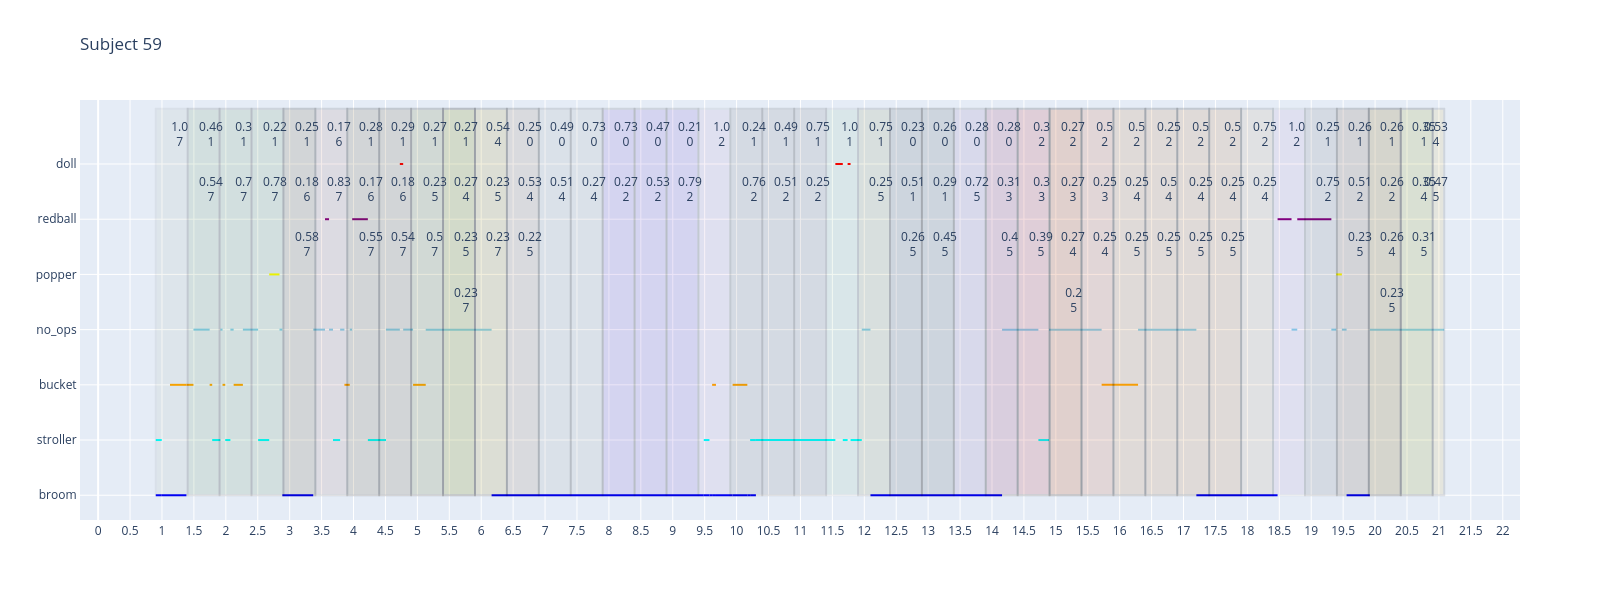 Subject 59
1.0 0.46 0.3 0.22 0.25 0.17 0.28 0.29 0.27 0.27 0.54 0.25 0.49 0.73 0.73 0.47 0.21 1.0 0.24 0.49 0.75 1.0 0.75 0.23 0.26 0.28 0.28 0.3 0.27 0.5 0.5 0.25 0.5 0.5 0.75 1.0 0.25 0.26 0.26
7 1 1 1 1 6 1 1 1 1 4 0 0 0 0 0 0 2 1 1 1 1 1 0 0 0 0 2 2 2 2 2 2 2 2 2 1 1 1 1 4
doll
0.54 0.7 0.78 0.18 0.83 0.17 0.18 0.23 0.27 0.23 0.53 0.51 0.27 0.27 0.53 0.79 0.76 0.51 0.25 0.25 0.51 0.29 0.72 0.31 0.3 0.27 0.25 0.25 0.5 0.25 0.25 0.25 0.75 0.51 0.26
7 7 7 6 7 6 6 5 4 5 4 4 4 2 2 2 2 2 2 5 1 1 5 3 3 3 3 4 4 4 4 4 2 2 2 4 5
redball
0.58 0.55 0.54 0.5 0.23 0.23 0.22 0.26 0.45 0.4 0.39 0.27 0.25 0.25 0.25 0.25 0.25 0.23 0.26 0.31
7 7 7 7 5 7 5 5 5 5 5 4 4 5 5 5 5 5 4 5
popper
0.23 0.2 0.23
7 5 5
no_ops
bucket
stroller
broom
0 0.5 1 1.5 2 2.5 3 3.5 4 4.5 5 5.5 6 6.5 7 7.5 8 8.5 9 9.5 10 10.5 11 11.5 12 12.5 13 13.5 14 14.5 15 15.5 16 16.5 17 17.5 18 18.5 19 19.5 20 20.5 21 21.5 22